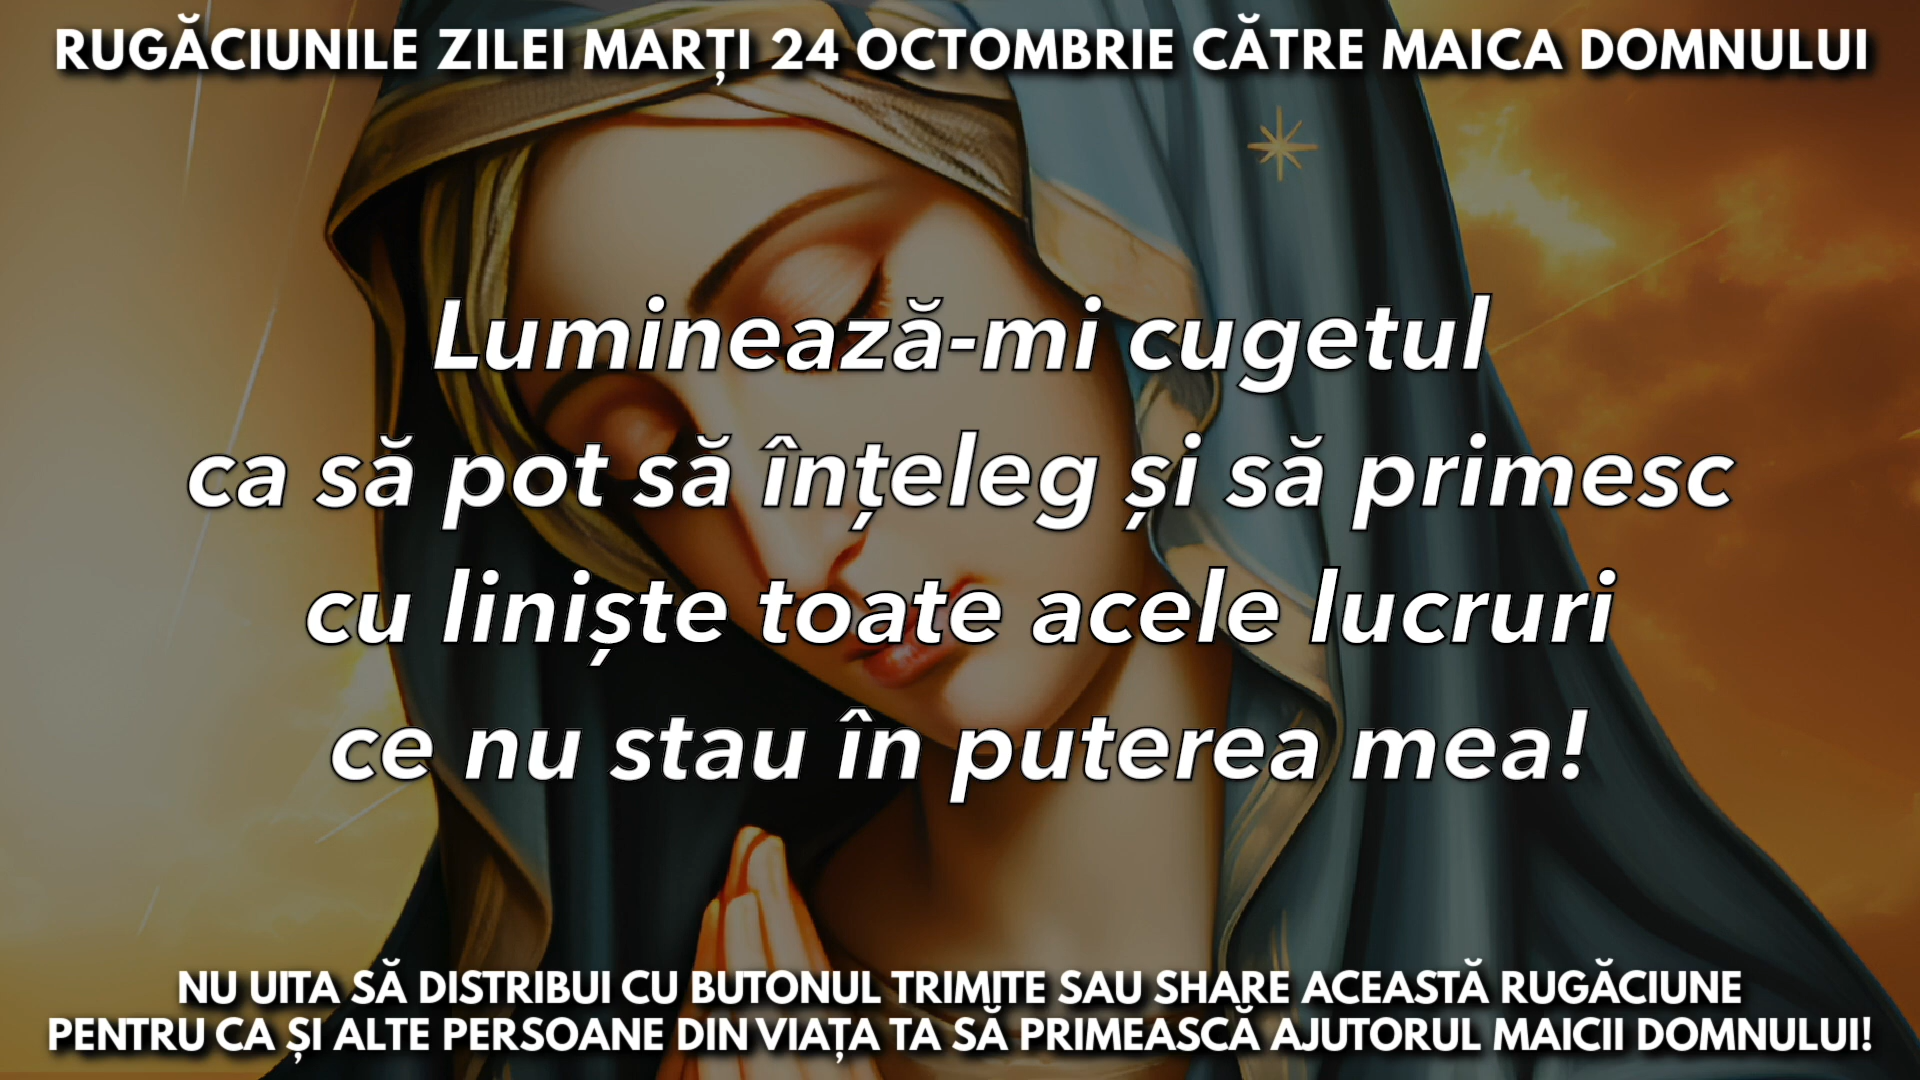 RUGĂCIUNILE ZILEI MARȚI 24 OCTOMBRIE CĂTRE MAICA DOMNULUI
Luminează-mi cugetul
ca să pot să înțeleg și să primesc
cu liniște toate acele lucruri
ce nu stau în puterea mea!
NU UITA SĂ DISTRIBUI CU BUTONUL TRIMITE SAU SHARE ACEASTĂ RUGĂCIUNE
PENTRU CA ȘI ALTE PERSOANE DIN VIAȚA TA SĂ PRIMEASCĂ AJUTORUL MAICII DOMNULUI!